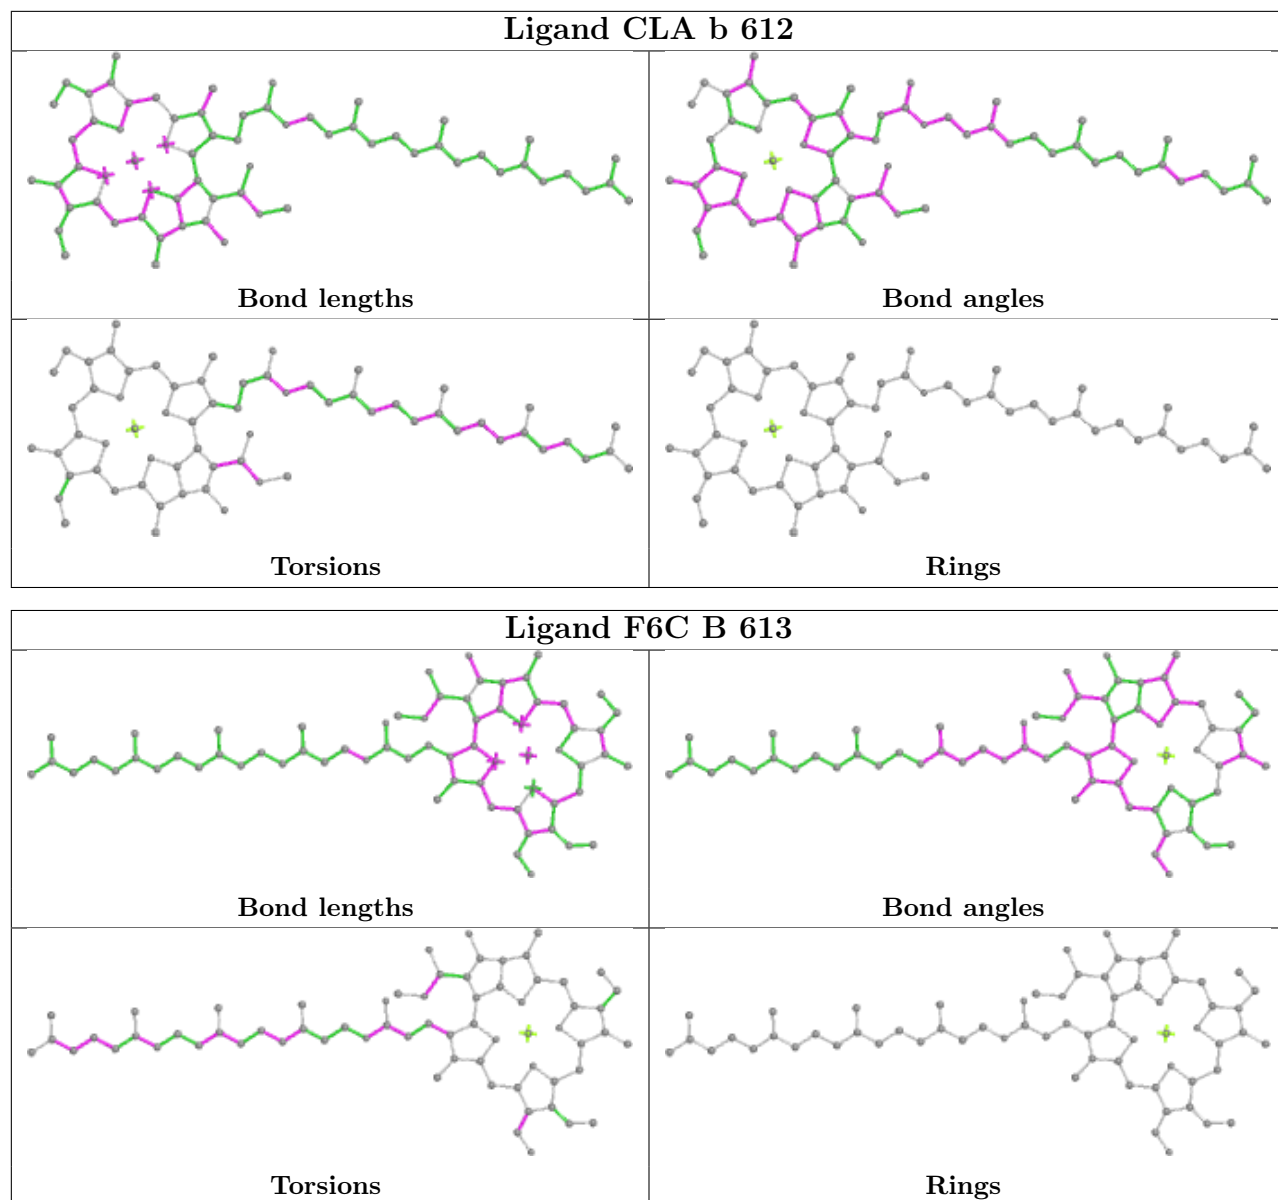 Ligand CLA b 612
Bond lengths
Bond angles
Torsions
Rings
Ligand F6C B 613
Bond lengths
Bond angles
Torsions
Rings